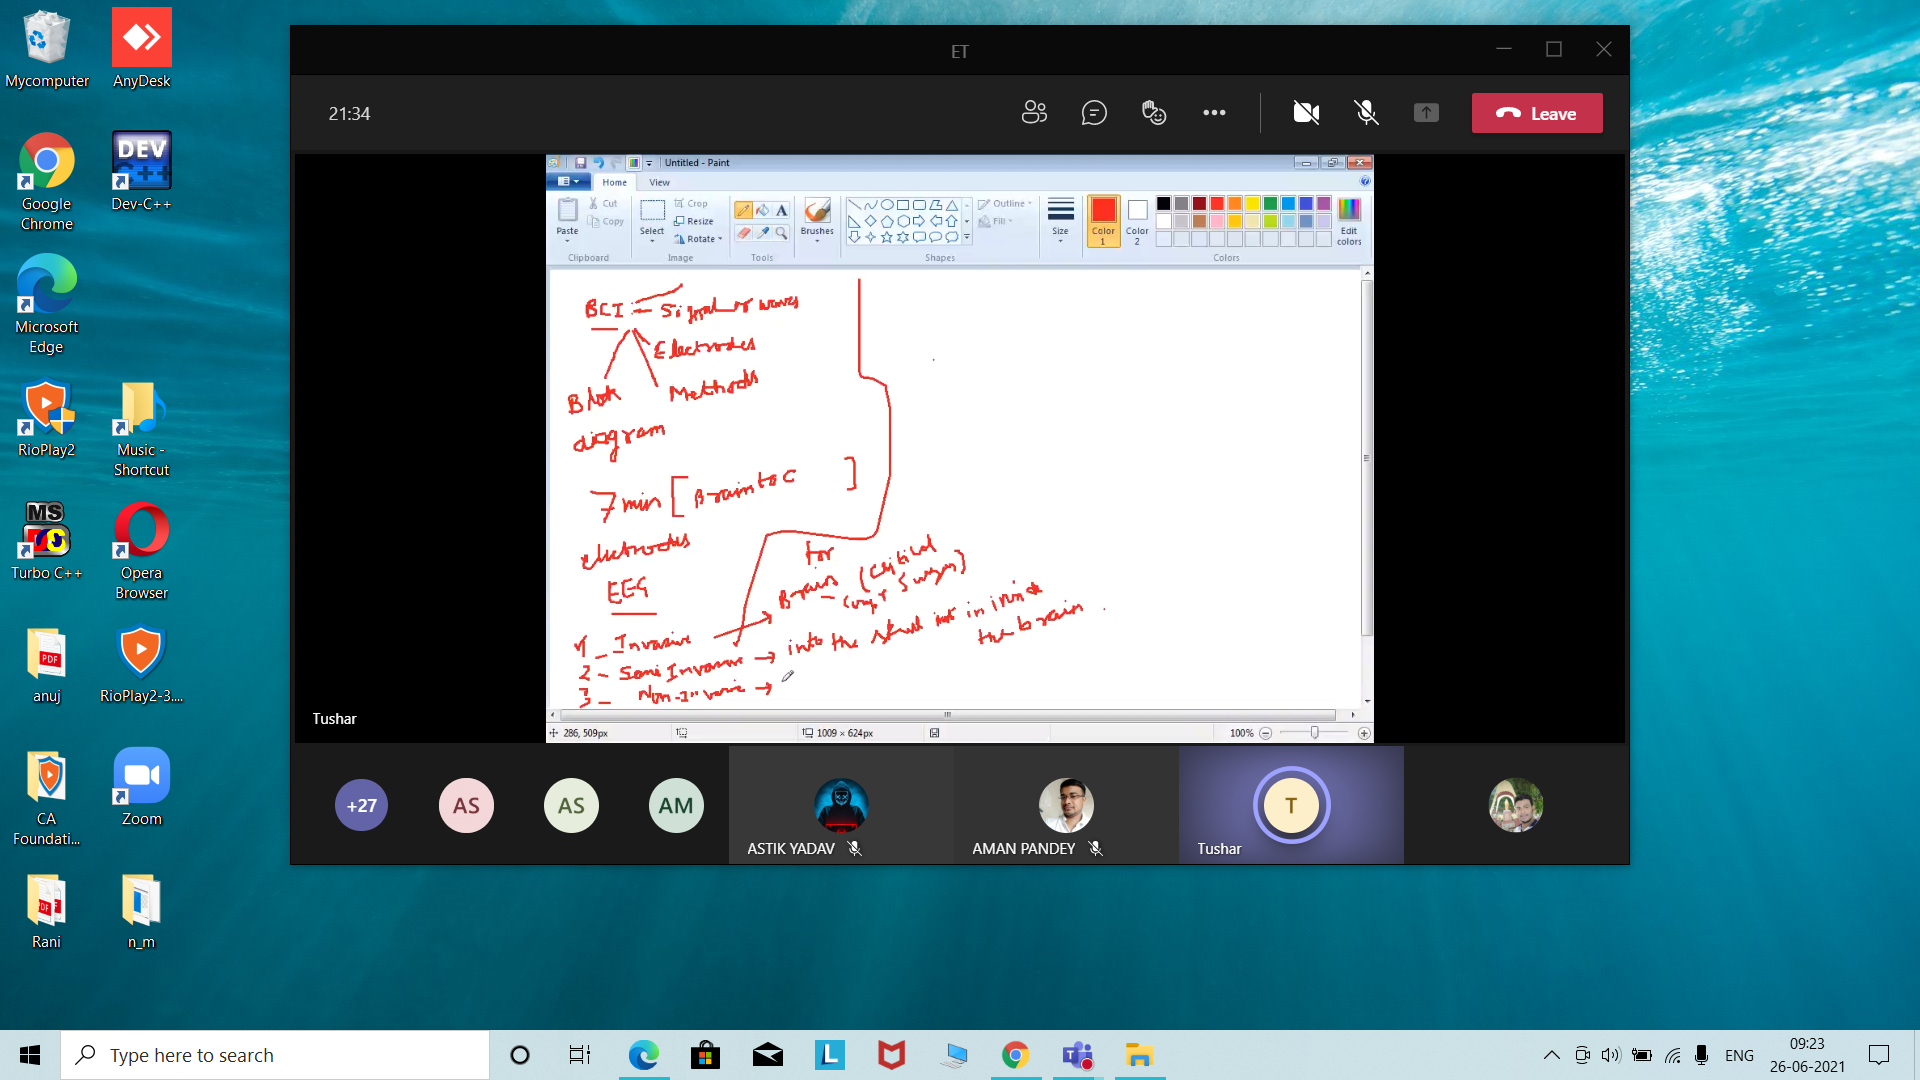 Mycomputer
AnyDesk
Google Chrome
Dev-C++
Microsoft Edge
RioPlay2
Music - Shortcut
Turbo C++
Opera Browser
anuj
RioPlay2-3....
CA Foundati...
Zoom
Rani
n_m
ET
21:34
Leave
Untitled - Paint
Home View
Paste
Cut
Copy
Clipboard
Select
Crop
Resize
Rotate
Image
Tools
Brushes
Outline
Fill
Shapes
Size
Color 1
Color 2
Edit colors
Colors
BCI - Signal or waves
Electrodes
Block
Methods
diagram
7 min [ Brain to C ]
electrodes
EEG
for
Brains (Critical
1 - Invasive
into the skull not in
the brain
2 - Semi Invasive
3 - Non-Invasive
286, 509px
1009 × 624px
100%
Tushar
+27
AS
AS
AM
ASTIK YADAV
AMAN PANDEY
T
Tushar
Type here to search
ENG
09:23
26-06-2021